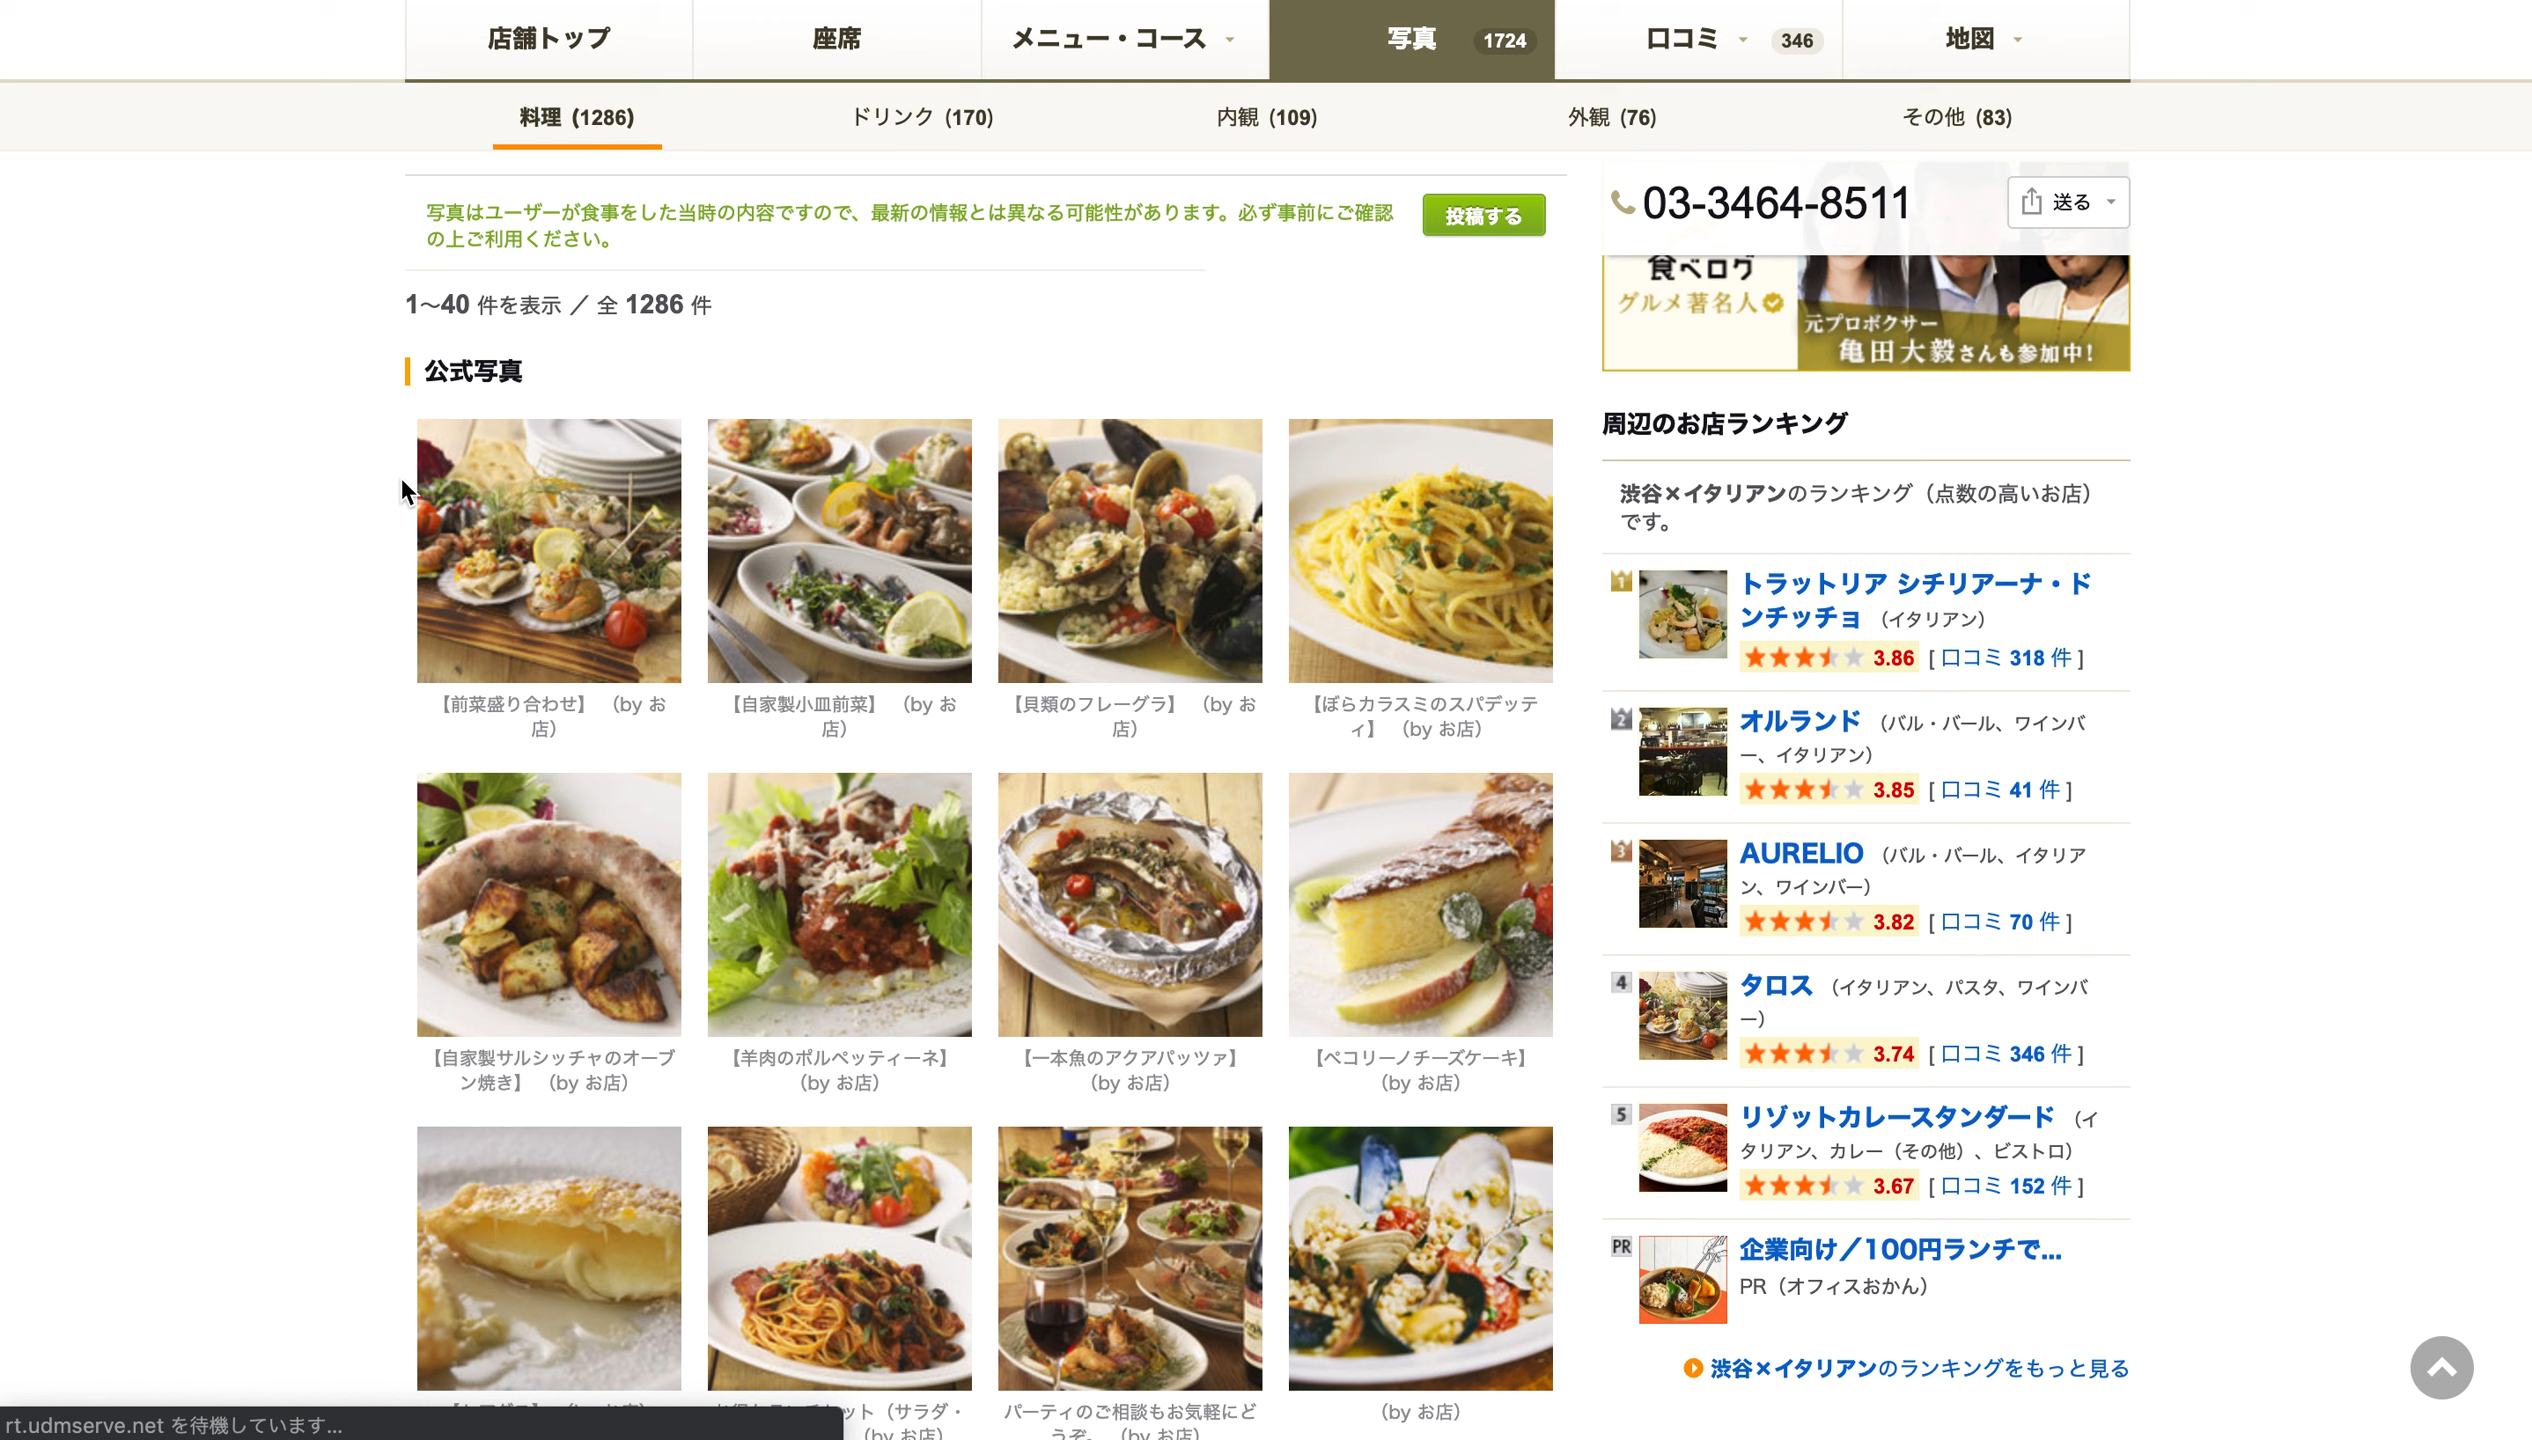 店舗トップ
座席
メニュー・コース
写真 1724
口コミ 346
地図
料理 (1286)
ドリンク (170)
内観 (109)
外観 (76)
その他 (83)
写真はユーザーが食事をした当時の内容ですので、最新の情報とは異なる可能性があります。必ず事前にご確認
の上ご利用ください。
投稿する
1～40 件を表示 ／ 全 1286 件
公式写真
【前菜盛り合わせ】 （by お
店）
【自家製小皿前菜】 （by お
店）
【貝類のフレーグラ】 （by お
店）
【ぼらカラスミのスパデッテ
ィ】 （by お店）
【自家製サルシッチャのオーブ
ン焼き】 （by お店）
【羊肉のポルペッティーネ】
（by お店）
【一本魚のアクアパッツァ】
（by お店）
【ペコリーノチーズケーキ】
（by お店）
ット（サラダ・
（by お店）
パーティのご相談もお気軽にど
うぞ。 （by お店）
（by お店）
03-3464-8511
送る
食べログ
グルメ著名人
元プロボクサー
亀田大毅さんも参加中!
周辺のお店ランキング
渋谷×イタリアンのランキング（点数の高いお店）
です。
1
トラットリア シチリアーナ・ド
ンチッチョ （イタリアン）
3.86 [ 口コミ 318 件 ]
2
オルランド （バル・バール、ワインバ
ー、イタリアン）
3.85 [ 口コミ 41 件 ]
3
AURELIO （バル・バール、イタリア
ン、ワインバー）
3.82 [ 口コミ 70 件 ]
4
タロス （イタリアン、パスタ、ワインバ
ー）
3.74 [ 口コミ 346 件 ]
5
リゾットカレースタンダード （イ
タリアン、カレー（その他）、ビストロ）
3.67 [ 口コミ 152 件 ]
PR
企業向け／100円ランチで...
PR（オフィスおかん）
渋谷×イタリアンのランキングをもっと見る
rt.udmserve.net を待機しています...